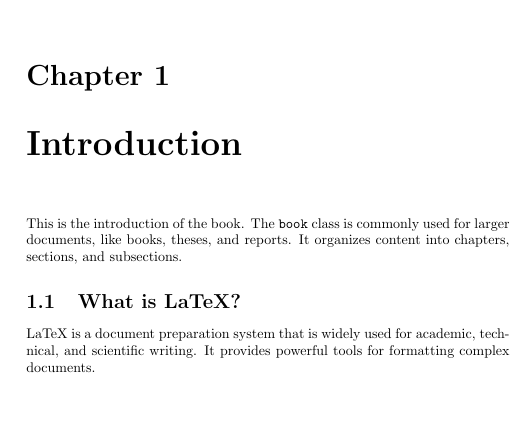 Chapter 1
Introduction
This is the introduction of the book. The book class is commonly used for larger
documents, like books, theses, and reports. It organizes content into chapters,
sections, and subsections.
1.1 What is LaTeX?
LaTeX is a document preparation system that is widely used for academic, tech-
nical, and scientific writing. It provides powerful tools for formatting complex
documents.